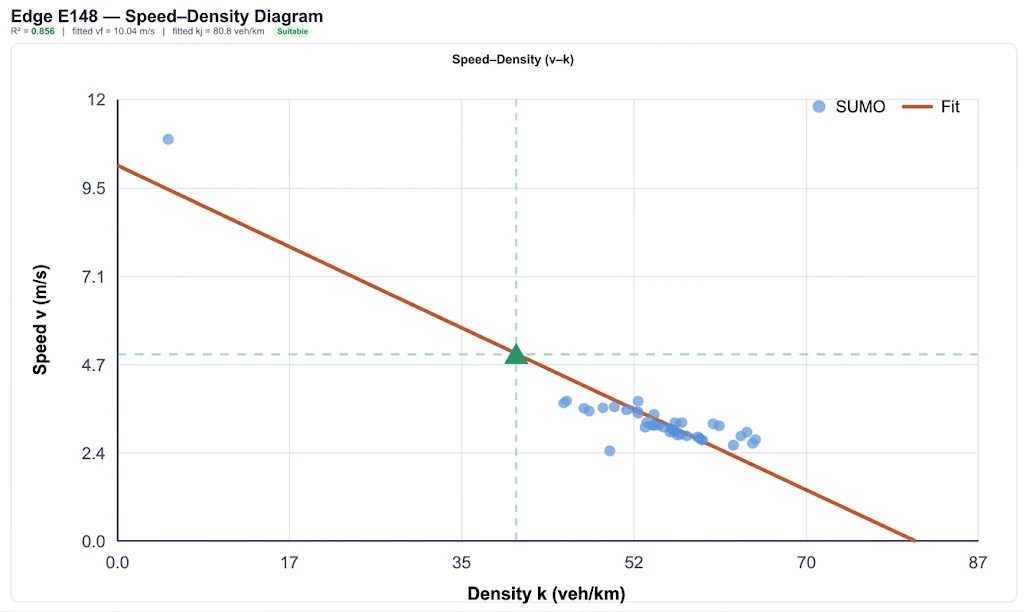 Edge E148 — Speed–Density Diagram
R² = 0.856 | fitted vf = 10.04 m/s | fitted kj = 80.8 veh/km Suitable
Speed–Density (v–k)
SUMO Fit
12
9.5
7.1
4.7
2.4
0.0
Speed v (m/s)
0.0 17 35 52 70 87
Density k (veh/km)